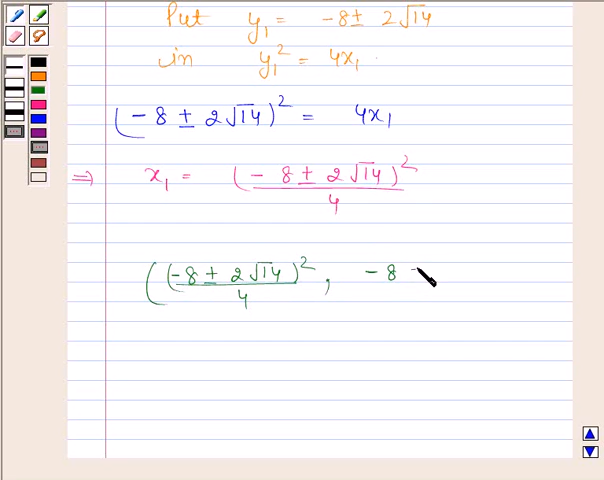 Put y₁ = -8 ± 2√14
in y₁² = 4x₁.
(-8 ± 2√14)² = 4x₁
⇒ x₁ = (-8 ± 2√14)² / 4
((-8 ± 2√14)² / 4, -8 -